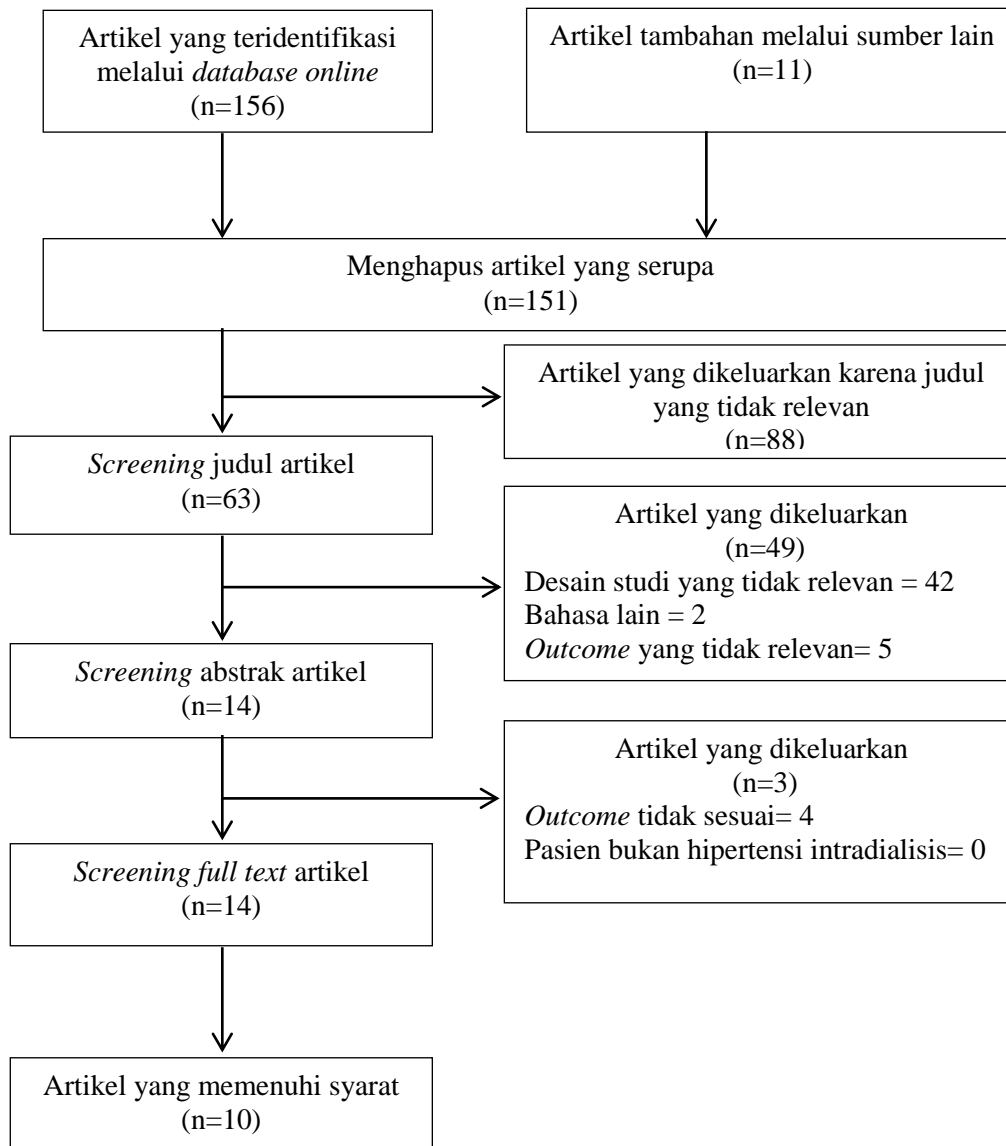 Artikel yang teridentifikasi
melalui database online
(n=156)
Artikel tambahan melalui sumber lain
(n=11)
Menghapus artikel yang serupa
(n=151)
Artikel yang dikeluarkan karena judul
yang tidak relevan
(n=88)
Screening judul artikel
(n=63)
Artikel yang dikeluarkan
(n=49)
Desain studi yang tidak relevan = 42
Bahasa lain = 2
Outcome yang tidak relevan= 5
Screening abstrak artikel
(n=14)
Artikel yang dikeluarkan
(n=3)
Outcome tidak sesuai= 4
Pasien bukan hipertensi intradialisis= 0
Screening full text artikel
(n=14)
Artikel yang memenuhi syarat
(n=10)